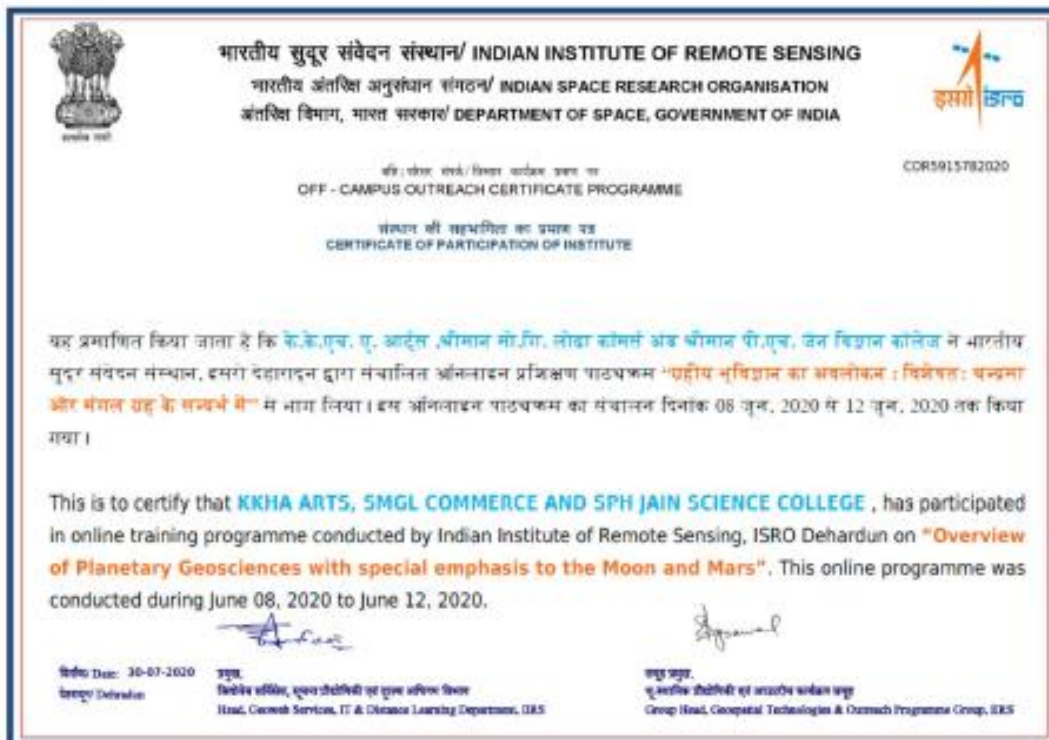 भारतीय सुदूर संवेदन संस्थान/ INDIAN INSTITUTE OF REMOTE SENSING
भारतीय अंतरिक्ष अनुसंधान संगठन/ INDIAN SPACE RESEARCH ORGANISATION
अंतरिक्ष विभाग, भारत सरकार/ DEPARTMENT OF SPACE, GOVERNMENT OF INDIA
इसरो isro
COR5915782020
OFF - CAMPUS OUTREACH CERTIFICATE PROGRAMME
संस्थान की सहभागिता का प्रमाण पत्र
CERTIFICATE OF PARTICIPATION OF INSTITUTE
यह प्रमाणित किया जाता है कि के.के.एच. ए. आर्ट्स ,श्रीमान मो.गि. लोढा कॉमर्स अंड श्रीमान पी.एच. जैन विज्ञान कॉलेज ने भारतीय
सुदूर संवेदन संस्थान, इसरो देहारादून द्वारा संचालित ऑनलाइन प्रशिक्षण पाठ्यक्रम "ग्रहीय भूविज्ञान का अवलोकन : विशेषतः चन्द्रमा
और मंगल ग्रह के सन्दर्भ में" में भाग लिया। इस ऑनलाइन पाठ्यक्रम का संचालन दिनांक 08 जून, 2020 से 12 जून, 2020 तक किया
गया।
This is to certify that KKHA ARTS, SMGL COMMERCE AND SPH JAIN SCIENCE COLLEGE , has participated
in online training programme conducted by Indian Institute of Remote Sensing, ISRO Dehardun on "Overview
of Planetary Geosciences with special emphasis to the Moon and Mars". This online programme was
conducted during June 08, 2020 to June 12, 2020.
दिनाँक/ Date: 30-07-2020
देहरादून/ Dehradun
प्रमुख,
Head, Geoweb Services, IT & Distance Learning Department, IIRS
समूह प्रमुख,
Group Head, Geospatial Technologies & Outreach Programme Group, IIRS